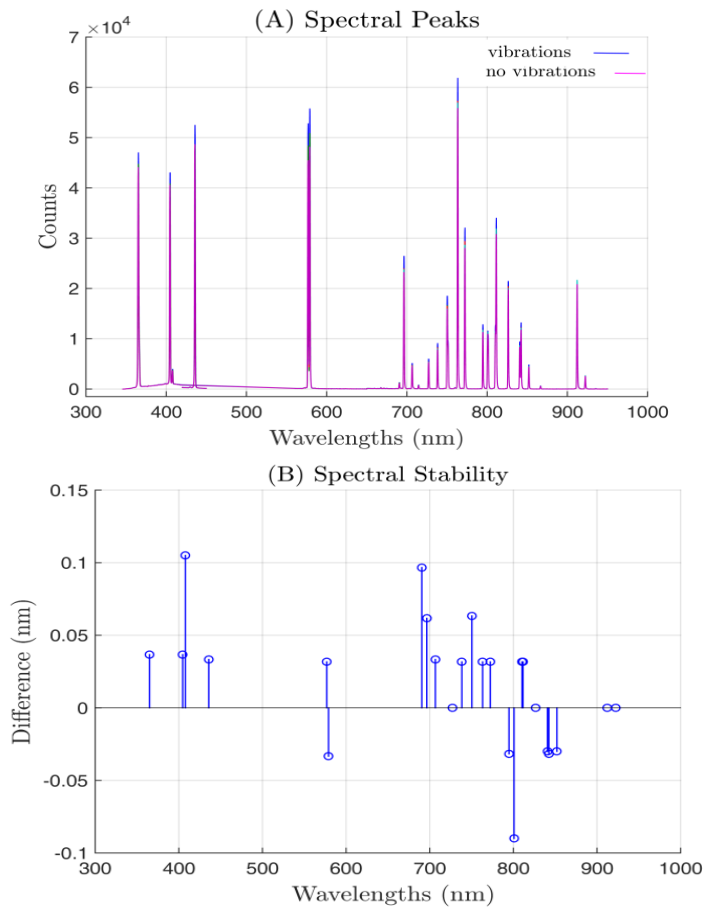 (A) Spectral Peaks
×10⁴
7
6
5
4
3
2
1
0
Counts
vibrations
no vibrations
300 400 500 600 700 800 900 1000
Wavelengths (nm)
(B) Spectral Stability
0.15
0.1
0.05
0
-0.05
-0.1
Difference (nm)
300 400 500 600 700 800 900 1000
Wavelengths (nm)